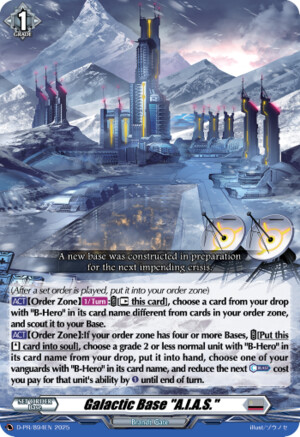 1
GRADE
A new base was constructed in preparation
for the next impending crisis.
(After a set order is played, put it into your order zone)
ACT [Order Zone] 1/Turn: [ this card], choose a card from your drop
with "B-Hero" in its card name different from cards in your order zone,
and scout it to your Base.
ACT [Order Zone]:If your order zone has four or more Bases, [Put this
card into soul], choose a grade 2 or less normal unit with "B-Hero" in
its card name from your drop, put it into hand, choose one of your
vanguards with "B-Hero" in its card name, and reduce the next
cost
you pay for that unit's ability by 1 until end of turn.
SET ORDER
Galactic Base "A.I.A.S."
Brandt Gate
D-PR/894EN 2025
illust/